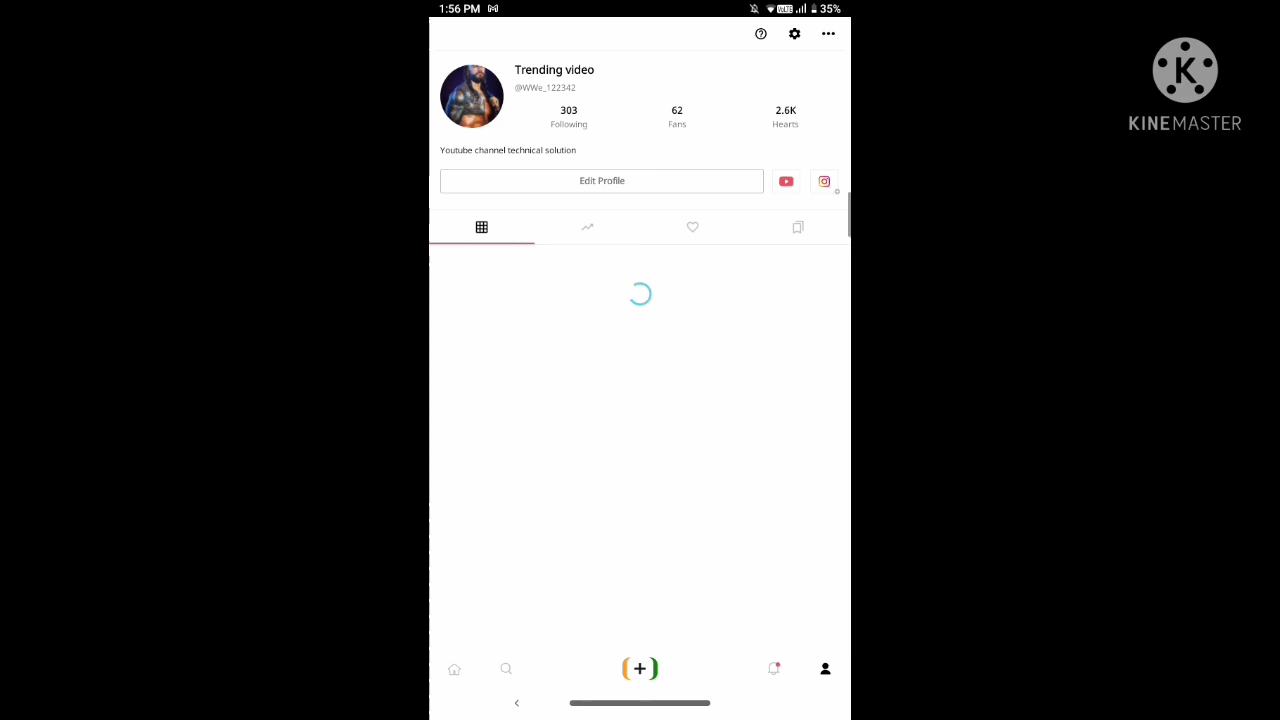 1:56 PM
VoLTE
35%
Trending video
@WWe_122342
303
62
2.6K
Following
Fans
Hearts
Youtube channel technical solution
Edit Profile
K
KINEMASTER